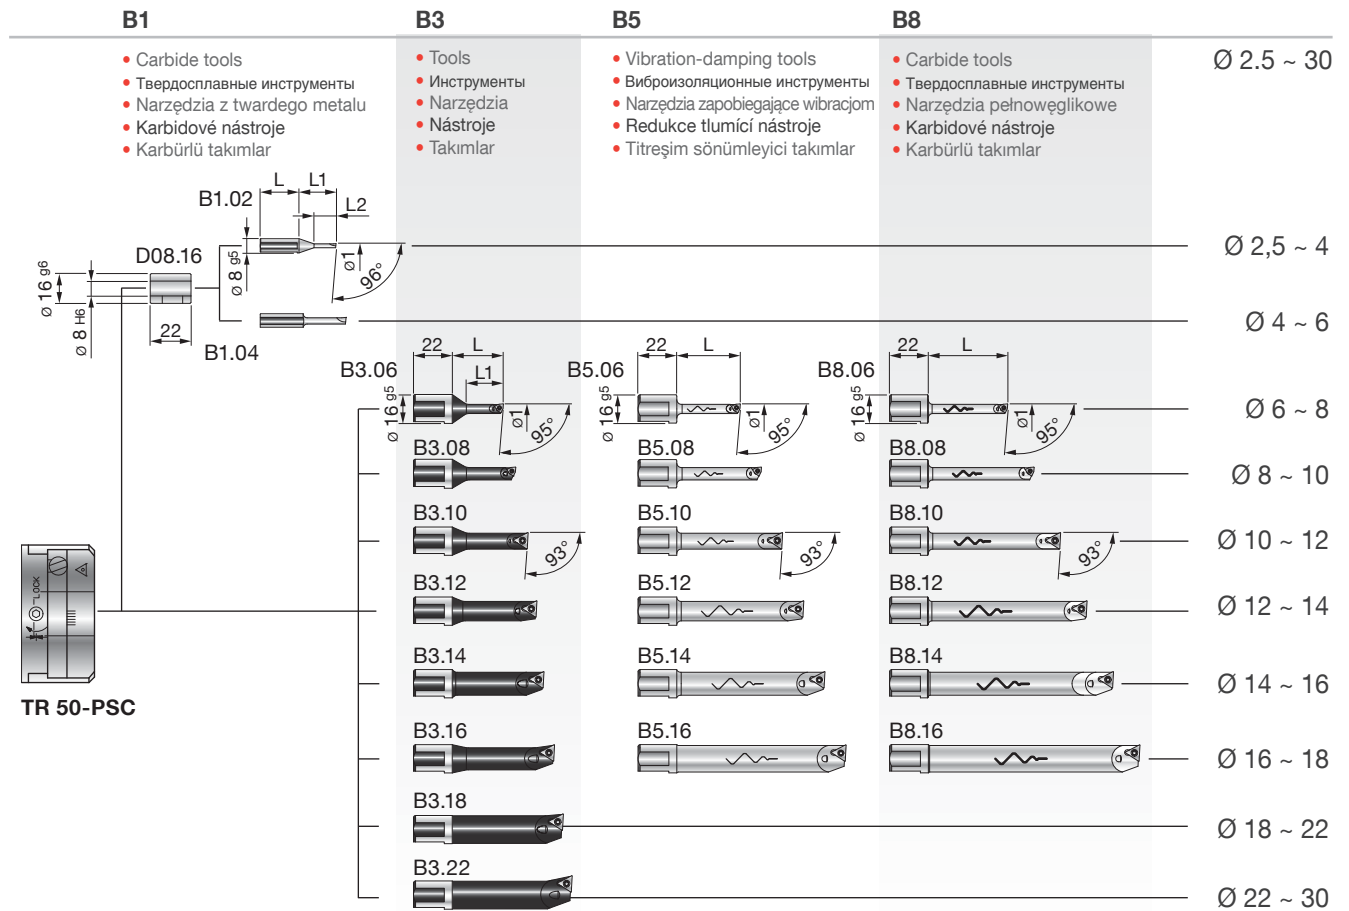 B1
B3
B5
B8
Ø 2.5 ~ 30
• Carbide tools
• Твердосплавные инструменты
• Narzędzia z twardego metalu
• Karbidové nástroje
• Karbürlü takımlar
• Tools
• Инструменты
• Narzędzia
• Nástroje
• Takımlar
• Vibration-damping tools
• Виброизоляционные инструменты
• Narzędzia zapobiegające wibracjom
• Redukce tlumící nástroje
• Titreşim sönümleyici takımlar
• Carbide tools
• Твердосплавные инструменты
• Narzędzia pełnowęglikowe
• Karbidové nástroje
• Karbürlü takımlar
B1.02
L
L1
L2
Ø 8 g5
Ø1
96°
Ø 2,5 ~ 4
D08.16
Ø 16 g6
Ø 8 H6
22
B1.04
Ø 4 ~ 6
B3.06
22
L
L1
Ø 16 g5
Ø1
95°
B5.06
22
L
Ø 16 g5
Ø1
95°
B8.06
22
L
Ø 16 g5
Ø1
95°
Ø 6 ~ 8
B3.08
B5.08
B8.08
Ø 8 ~ 10
B3.10
93°
B5.10
93°
B8.10
93°
Ø 10 ~ 12
B3.12
B5.12
B8.12
Ø 12 ~ 14
LOCK
TR 50-PSC
B3.14
B5.14
B8.14
Ø 14 ~ 16
B3.16
B5.16
B8.16
Ø 16 ~ 18
B3.18
Ø 18 ~ 22
B3.22
Ø 22 ~ 30